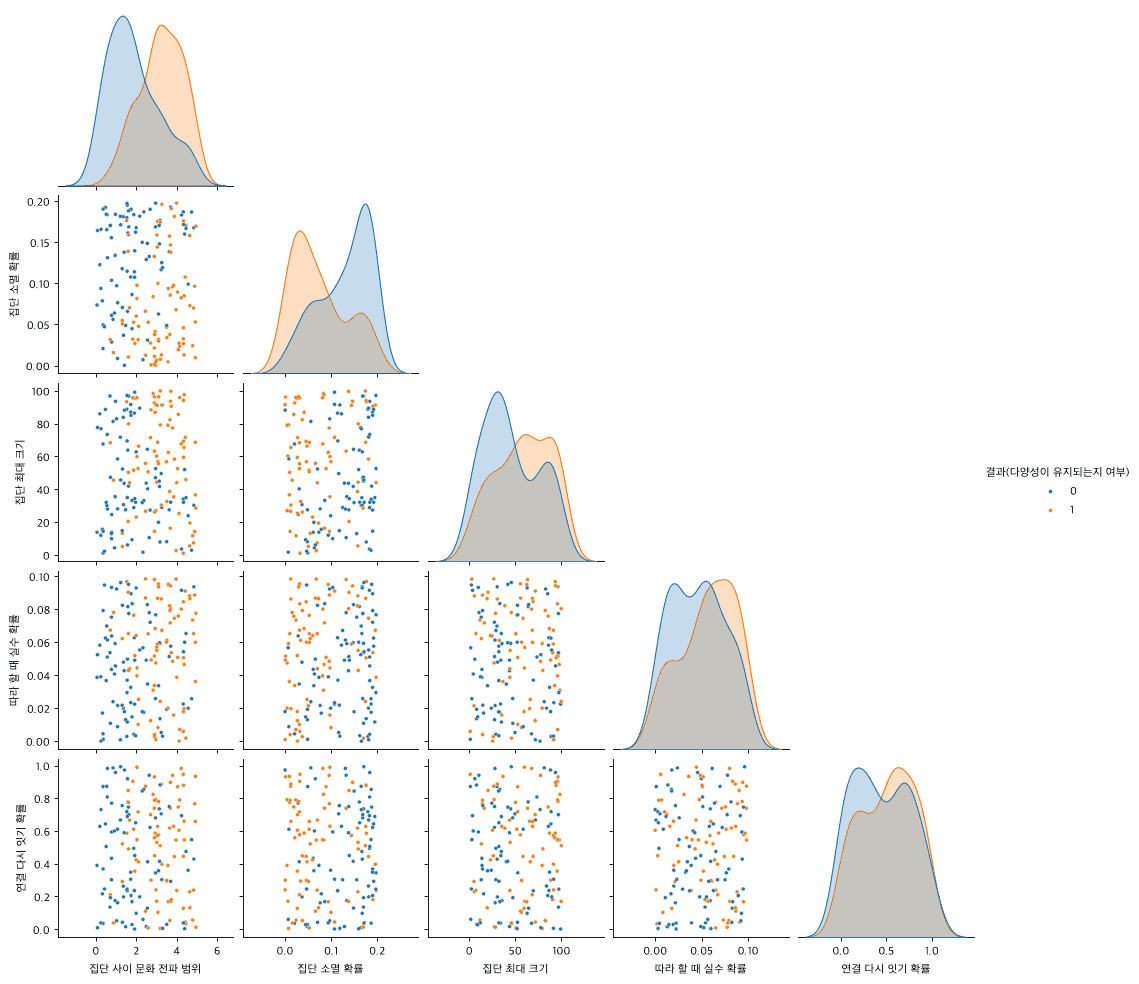 0.20
0.15
0.10
0.05
0.00
집단 소멸 확률
100
80
60
40
20
0
집단 최대 크기
결과(다양성이 유지되는지 여부)
0
1
0.10
0.08
0.06
0.04
0.02
0.00
따라 할 때 실수 확률
1.0
0.8
0.6
0.4
0.2
0.0
연결 다시 잇기 확률
0 2 4 6
0.0 0.1 0.2
0 50 100
0.00 0.05 0.10
0.0 0.5 1.0
집단 사이 문화 전파 범위
집단 소멸 확률
집단 최대 크기
따라 할 때 실수 확률
연결 다시 잇기 확률